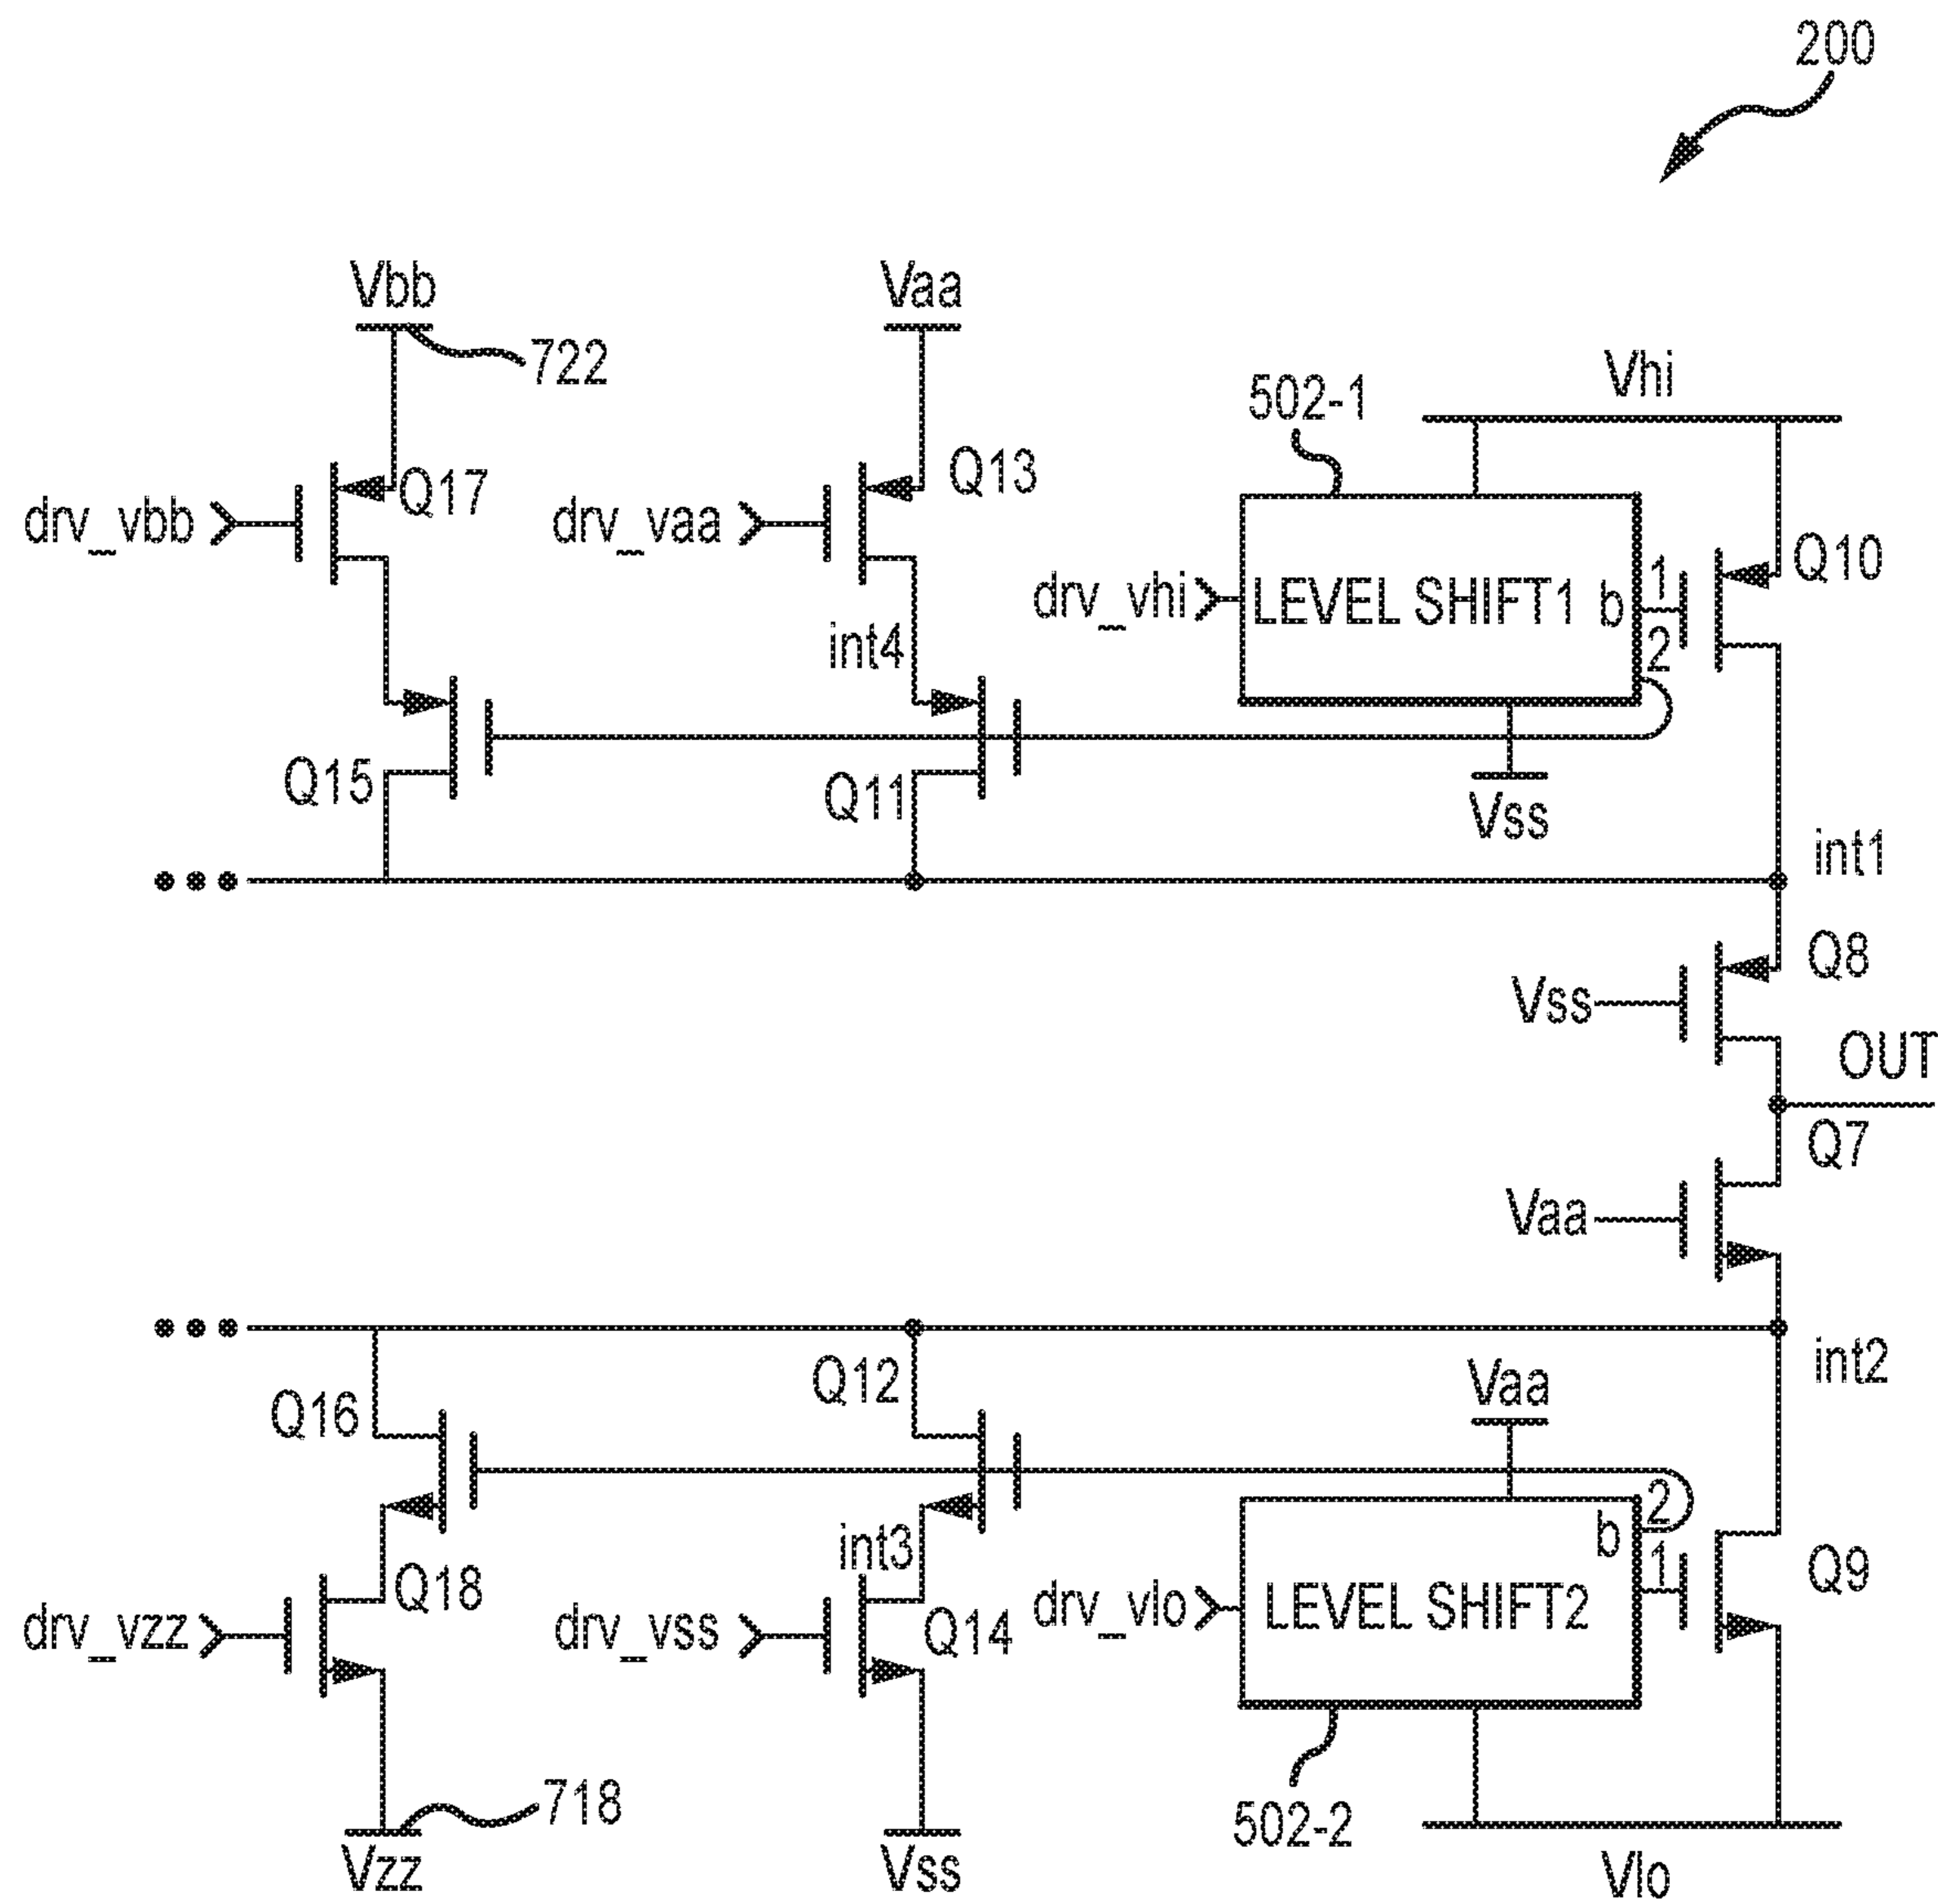 200
Vbb
Vaa
722
Vhi
502-1
Q17
Q13
drv_vbb
drv_vaa
drv_vhi
LEVEL SHIFT1
b
1
2
Q10
int4
Q15
Q11
Vss
int1
Q8
Vss
OUT
Q7
Vaa
int2
Q12
Vaa
Q16
2
b
int3
1
Q9
Q18
drv_vzz
drv_vss
Q14
drv_vlo
LEVEL SHIFT2
718
502-2
Vzz
Vss
Vlo